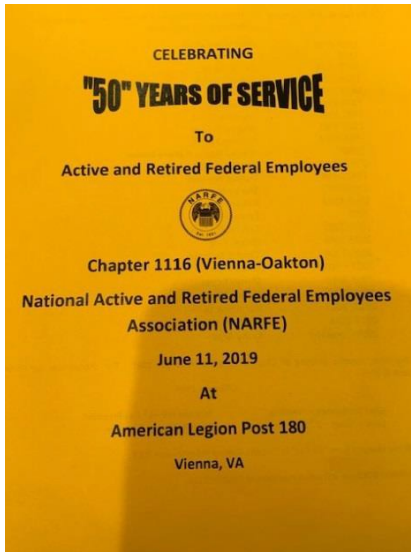 CELEBRATING
"50" YEARS OF SERVICE
To
Active and Retired Federal Employees
NARFE
Chapter 1116 (Vienna-Oakton)
National Active and Retired Federal Employees
Association (NARFE)
June 11, 2019
At
American Legion Post 180
Vienna, VA